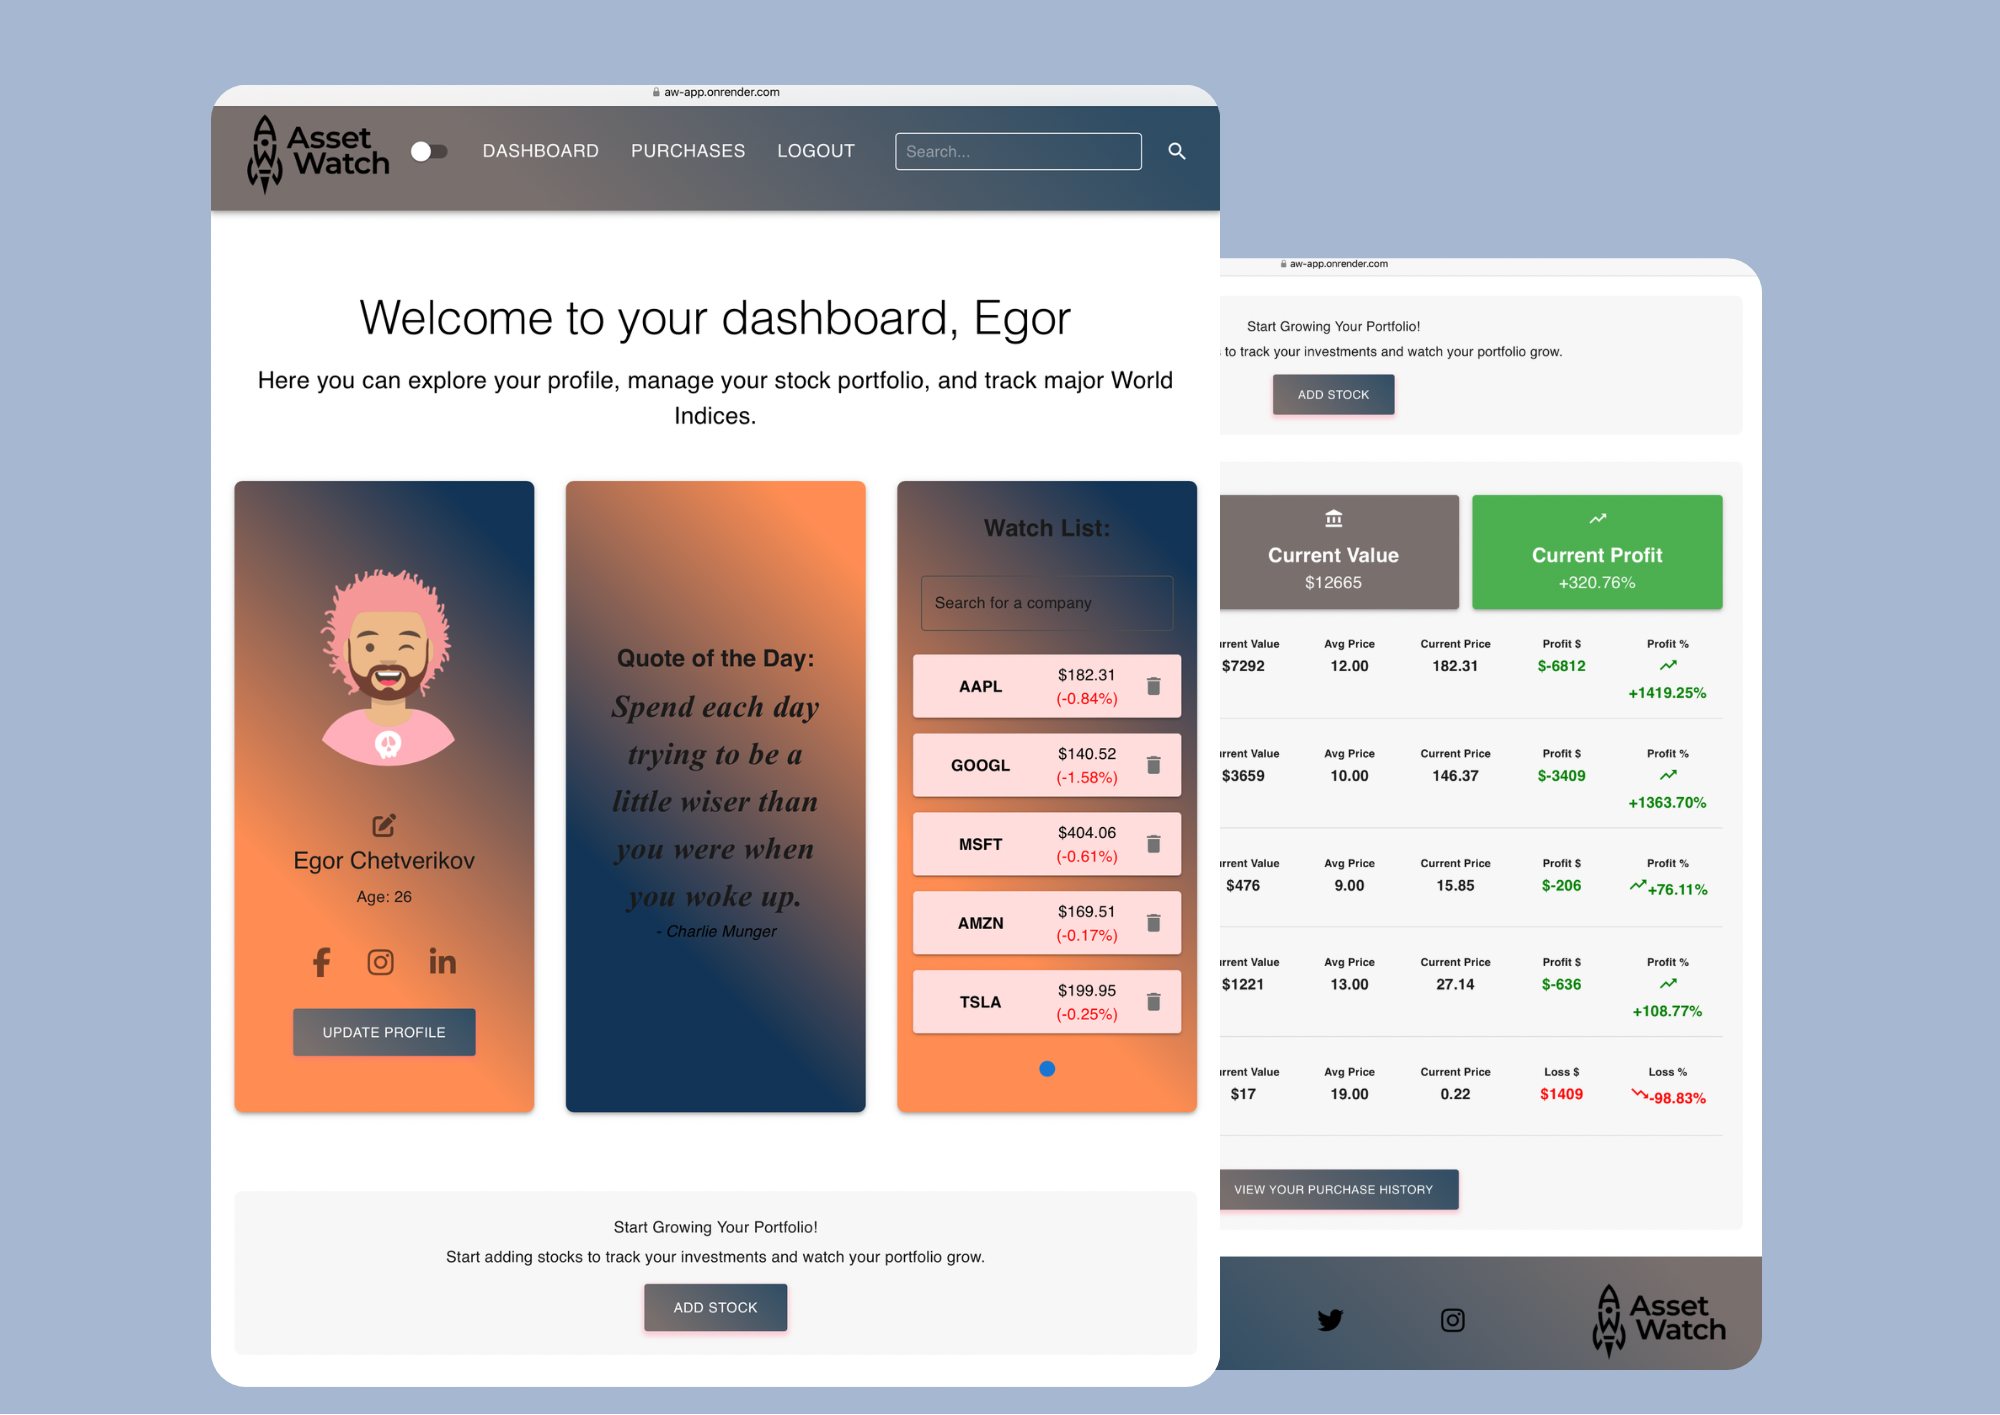 aw-app.onrender.com
Asset
Watch
DASHBOARD PURCHASES LOGOUT Search...
Welcome to your dashboard, Egor
Here you can explore your profile, manage your stock portfolio, and track major World
Indices.
Egor Chetverikov
Age: 26
UPDATE PROFILE
Quote of the Day:
Spend each day
trying to be a
little wiser than
you were when
you woke up.
- Charlie Munger
Watch List:
Search for a company
AAPL $182.31 (-0.84%)
GOOGL $140.52 (-1.58%)
MSFT $404.06 (-0.61%)
AMZN $169.51 (-0.17%)
TSLA $199.95 (-0.25%)
Start Growing Your Portfolio!
Start adding stocks to track your investments and watch your portfolio grow.
ADD STOCK
aw-app.onrender.com
Start Growing Your Portfolio!
to track your investments and watch your portfolio grow.
ADD STOCK
Current Value
$12665
Current Profit
+320.76%
rrent Value Avg Price Current Price Profit $ Profit %
$7292 12.00 182.31 $-6812
+1419.25%
rrent Value Avg Price Current Price Profit $ Profit %
$3659 10.00 146.37 $-3409
+1363.70%
rrent Value Avg Price Current Price Profit $ Profit %
$476 9.00 15.85 $-206 +76.11%
rrent Value Avg Price Current Price Profit $ Profit %
$1221 13.00 27.14 $-636
+108.77%
rrent Value Avg Price Current Price Loss $ Loss %
$17 19.00 0.22 $1409 -98.83%
VIEW YOUR PURCHASE HISTORY
Asset
Watch